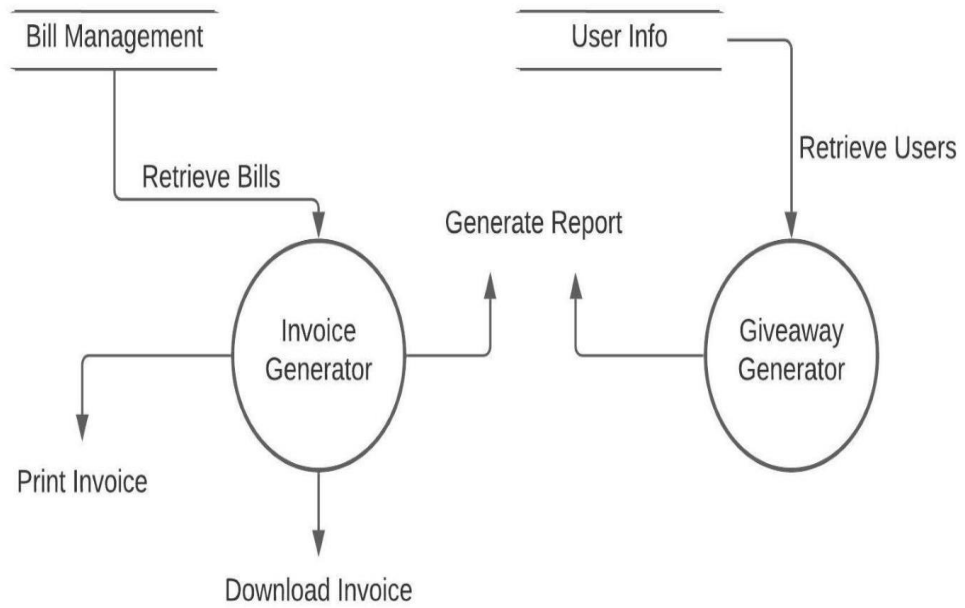 Bill Management
User Info
Retrieve Users
Retrieve Bills
Generate Report
Invoice
Generator
Giveaway
Generator
Print Invoice
Download Invoice